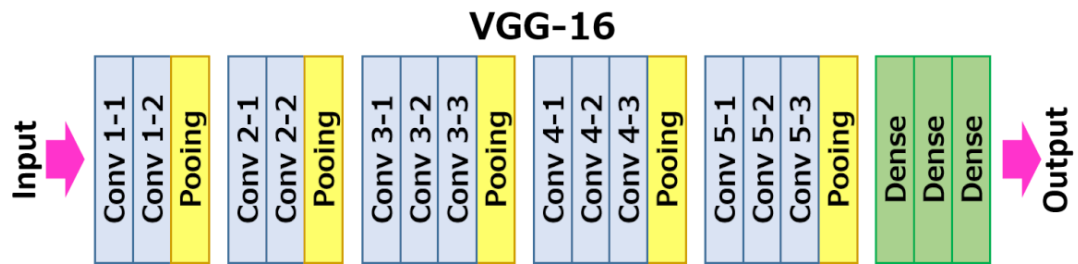 VGG-16
Input
Conv 1-1
Conv 1-2
Pooing
Conv 2-1
Conv 2-2
Pooing
Conv 3-1
Conv 3-2
Conv 3-3
Pooing
Conv 4-1
Conv 4-2
Conv 4-3
Pooing
Conv 5-1
Conv 5-2
Conv 5-3
Pooing
Dense
Dense
Dense
Output